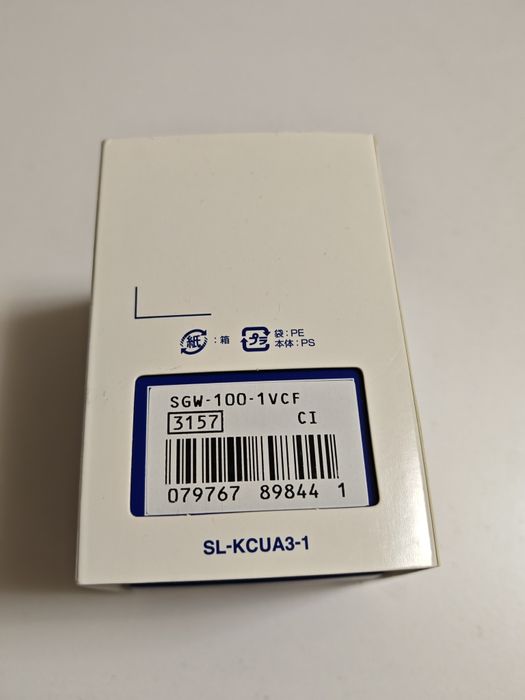 紙 : 箱 プラ 袋 : PE
本体 : PS
SGW-100-1VCF
3157 CI
079767 89844 1
SL-KCUA3-1